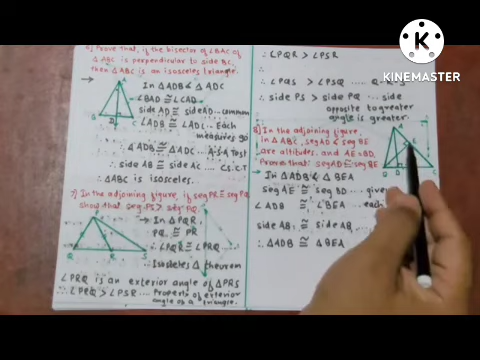 6) Prove that, if the bisector of ∠BAC of
△ABC is perpendicular to side BC,
then △ABC is an isosceles triangle.
→ In △ADB & △ADC
∠BAD ≅ ∠CAD
side AD ≅ side AD... common
∠ADB ≅ ∠ADC... Each
measures 90
∴ △ADB ≅ △ADC... A.S.A Test
∴ side AB ≅ side AC ... C.S.C.T
∴ △ABC is isosceles.
7) In the adjoining figure, if seg PR ≅ seg PQ
show that seg PS > seg PQ.
→ In △PQR,
PQ ≅ PR
∴ ∠PQR ≅ ∠PRQ
∴ Isosceles △ theorem
∠PRQ is an exterior angle of △PRS
∴ ∠PRQ > ∠PSR ... Property of exterior
angle of a triangle.
∴ ∠PQR > ∠PSR
∴
∴ ∠PQS > ∠PSQ
∴ side PS > side PQ ... side
opposite to greater
angle is greater.
8) In the adjoining figure,
in △ABC, seg AD & seg BE
are altitudes and AE = BD,
Prove that: seg AD ≅ seg BE
→ In △ADB & △BEA
seg AE ≅ seg BD ... given
∠ADB ≅ ∠BEA ... each
side AB ≅ side AB
∴ △ADB ≅ △BEA
A
B
D
C
P
Q
R
S
K
KINEMASTER